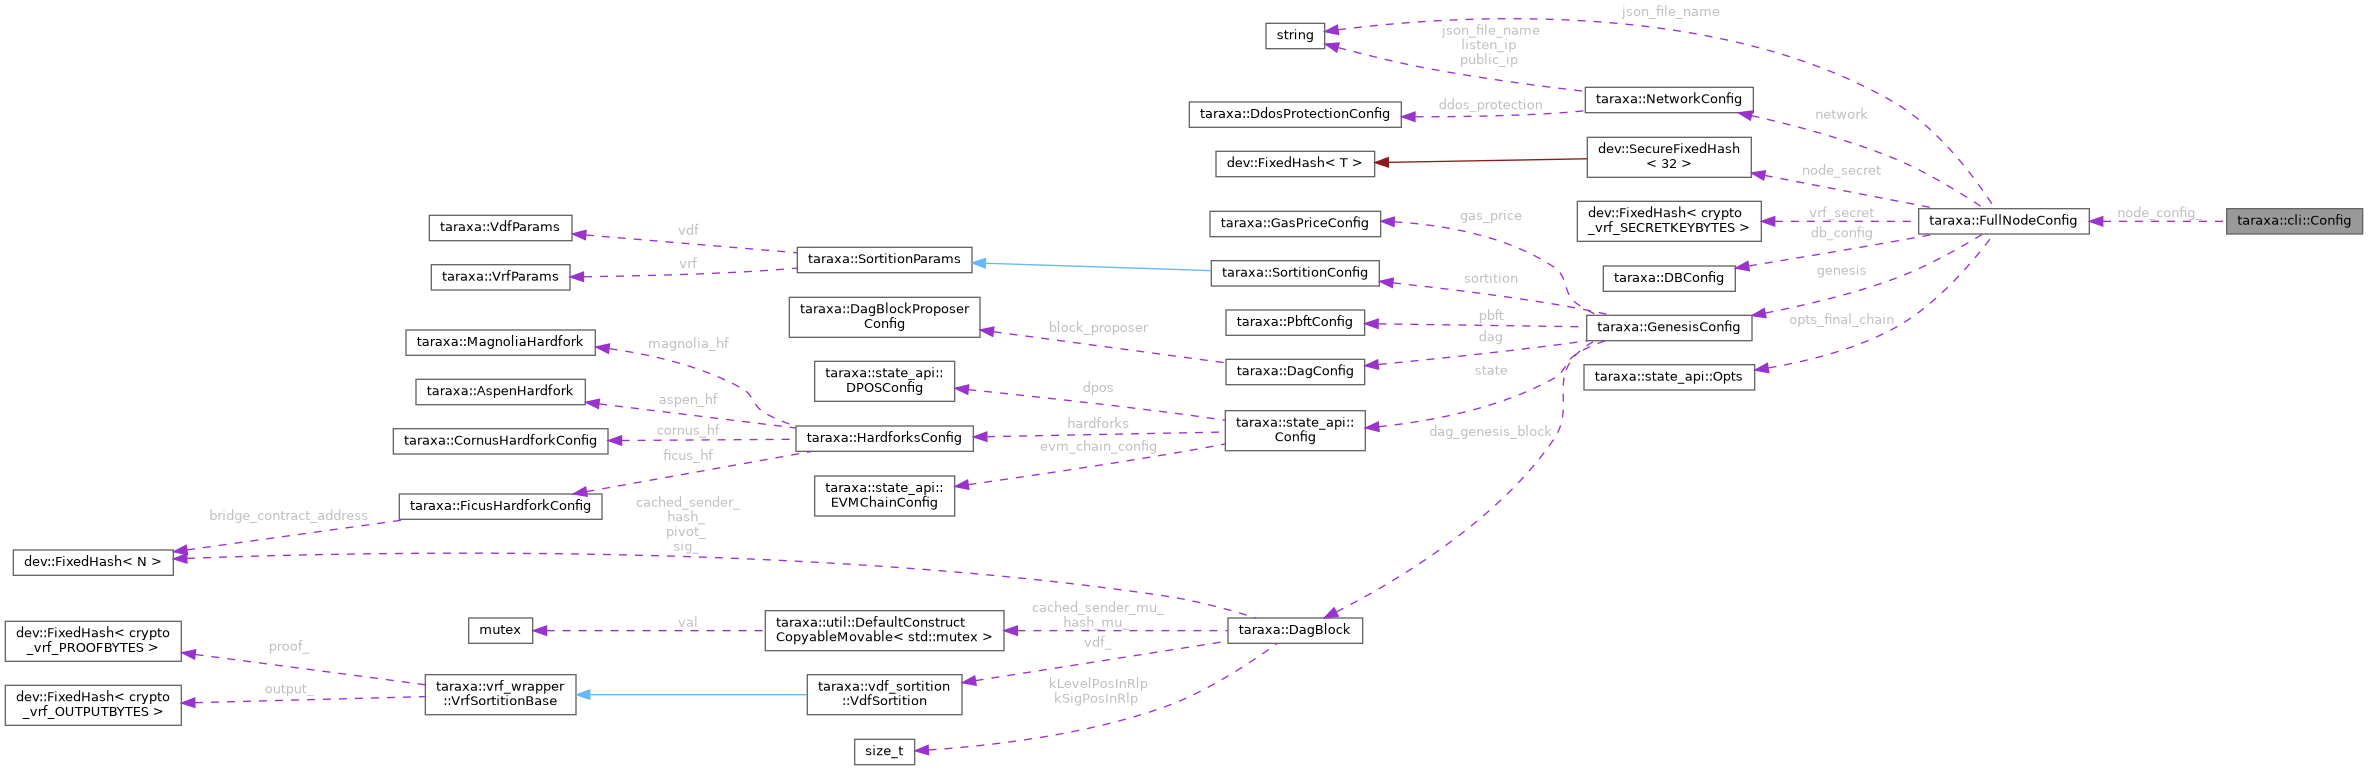 json_file_name
string
json_file_name
listen_ip
public_ip
taraxa::NetworkConfig
taraxa::DdosProtectionConfig
ddos_protection
network
dev::FixedHash< T >
dev::SecureFixedHash
< 32 >
node_secret
taraxa::VdfParams
vdf
taraxa::GasPriceConfig
gas_price
dev::FixedHash< crypto
_vrf_SECRETKEYBYTES >
vrf_secret
db_config
taraxa::FullNodeConfig
node_config_
taraxa::cli::Config
taraxa::VrfParams
vrf
taraxa::SortitionParams
taraxa::SortitionConfig
sortition
taraxa::DBConfig
genesis
taraxa::DagBlockProposer
Config
block_proposer
taraxa::PbftConfig
pbft
taraxa::GenesisConfig
opts_final_chain
taraxa::MagnoliaHardfork
magnolia_hf
dag
taraxa::DagConfig
state
taraxa::state_api::Opts
taraxa::state_api::
DPOSConfig
dpos
taraxa::AspenHardfork
aspen_hf
taraxa::CornusHardforkConfig
cornus_hf
taraxa::HardforksConfig
hardforks
evm_chain_config
taraxa::state_api::
Config
dag_genesis_block
ficus_hf
taraxa::state_api::
EVMChainConfig
taraxa::FicusHardforkConfig
bridge_contract_address
cached_sender_
hash_
pivot_
sig_
dev::FixedHash< N >
dev::FixedHash< crypto
_vrf_PROOFBYTES >
proof_
mutex
val
taraxa::util::DefaultConstruct
CopyableMovable< std::mutex >
cached_sender_mu_
hash_mu_
vdf_
taraxa::DagBlock
dev::FixedHash< crypto
_vrf_OUTPUTBYTES >
output_
taraxa::vrf_wrapper
::VrfSortitionBase
taraxa::vdf_sortition
::VdfSortition
kLevelPosInRlp
kSigPosInRlp
size_t